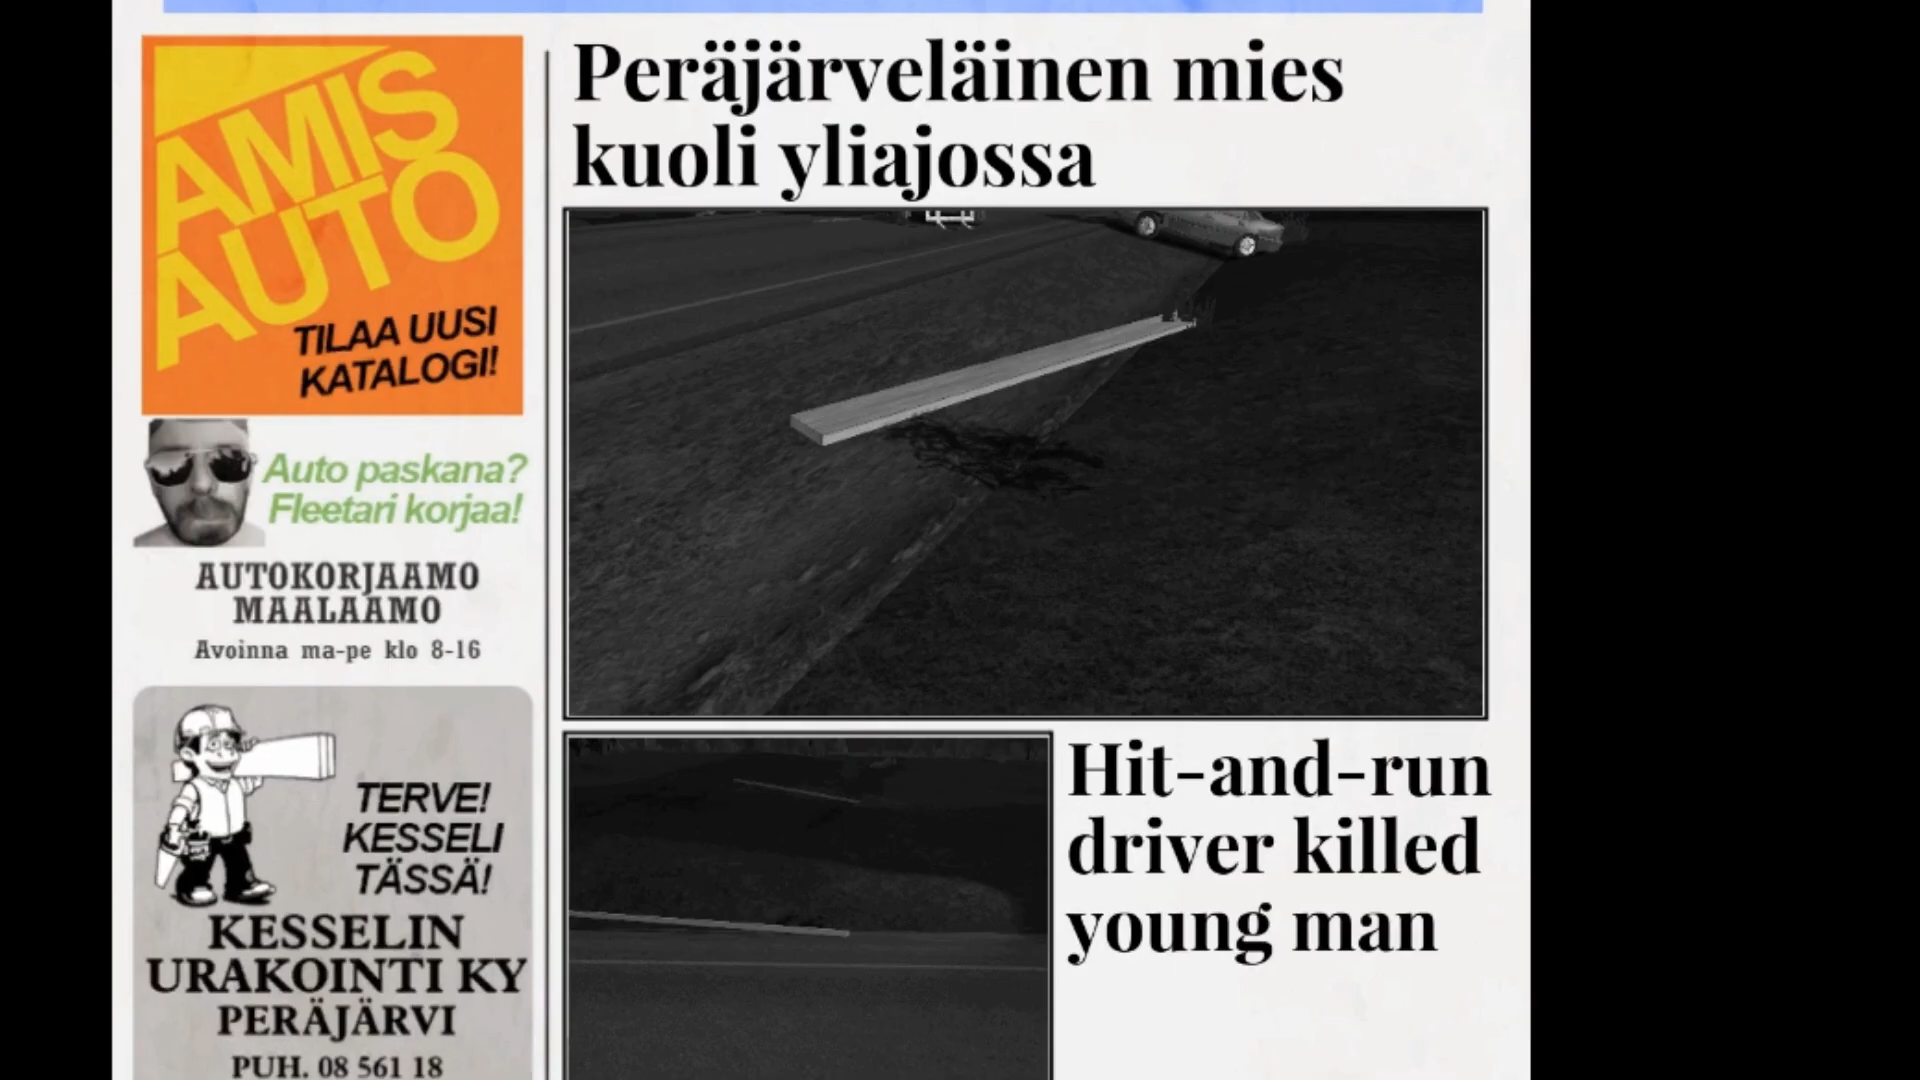 AMIS
AUTO
TILAA UUSI
KATALOGI!
Auto paskana?
Fleetari korjaa!
AUTOKORJAAMO
MAALAAMO
Avoinna ma-pe klo 8-16
TERVE!
KESSELI
TÄSSÄ!
KESSELIN
URAKOINTI KY
PERÄJÄRVI
PUH. 08 561 18
Peräjärveläinen mies
kuoli yliajossa
Hit-and-run
driver killed
young man